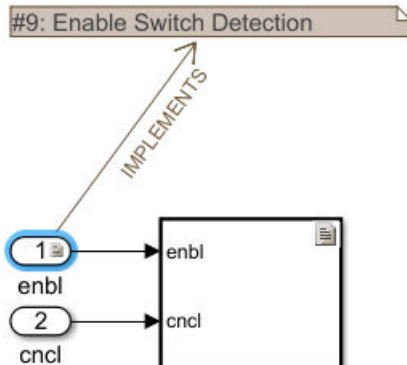 #9: Enable Switch Detection
IMPLEMENTS
1
enbl
enbl
2
cncl
cncl